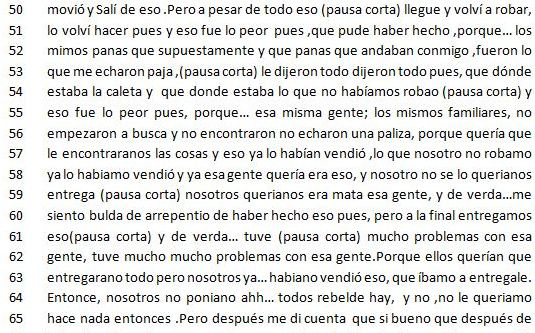 50 movió y Salí de eso .Pero a pesar de todo eso (pausa corta) llegue y volví a robar,
51 lo volví hacer pues y eso fue lo peor pues ,que pude haber hecho ,porque... los
52 mimos panas que supuestamente y que panas que andaban conmigo ,fueron lo
53 que me echaron paja ,(pausa corta) le dijeron todo dijeron todo pues, que dónde
54 estaba la caleta y que donde estaba lo que no habíamos robao (pausa corta) y
55 eso fue lo peor pues, porque... esa misma gente; los mismos familiares, no
56 empezaron a busca y no encontraron no echaron una paliza, porque quería que
57 le encontraranos las cosas y eso ya lo habían vendió ,lo que nosotro no robamo
58 ya lo habiamo vendió y ya esa gente quería era eso, y nosotro no se lo querianos
59 entrega (pausa corta) nosotros querianos era mata esa gente, y de verda...me
60 siento bulda de arrepentio de haber hecho eso pues, pero a la final entregamos
61 eso(pausa corta) y de verda... tuve (pausa corta) mucho problemas con esa
62 gente, tuve mucho mucho problemas con esa gente.Porque ellos querían que
63 entregarano todo pero nosotros ya... habiano vendió eso, que íbamo a entregale.
64 Entonce, nosotros no poniano ahh... todos rebelde hay, y no ,no le queriamo
65 hace nada entonces .Pero después me di cuenta que si bueno que después de